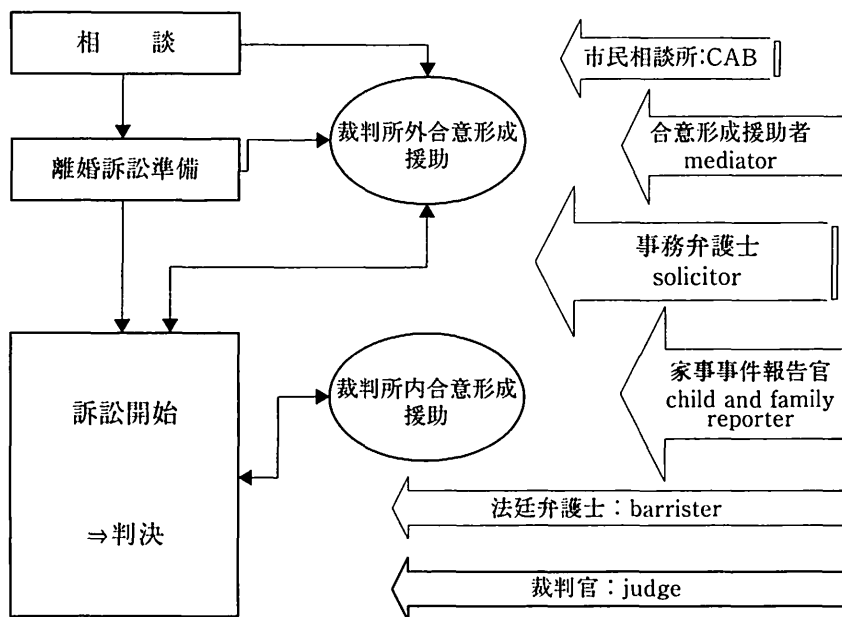 相　　談
離婚訴訟準備
訴訟開始
⇒判決
裁判所外合意形成
援助
裁判所内合意形成
援助
市民相談所:CAB
合意形成援助者
mediator
事務弁護士
solicitor
家事事件報告官
child and family
reporter
法廷弁護士：barrister
裁判官：judge